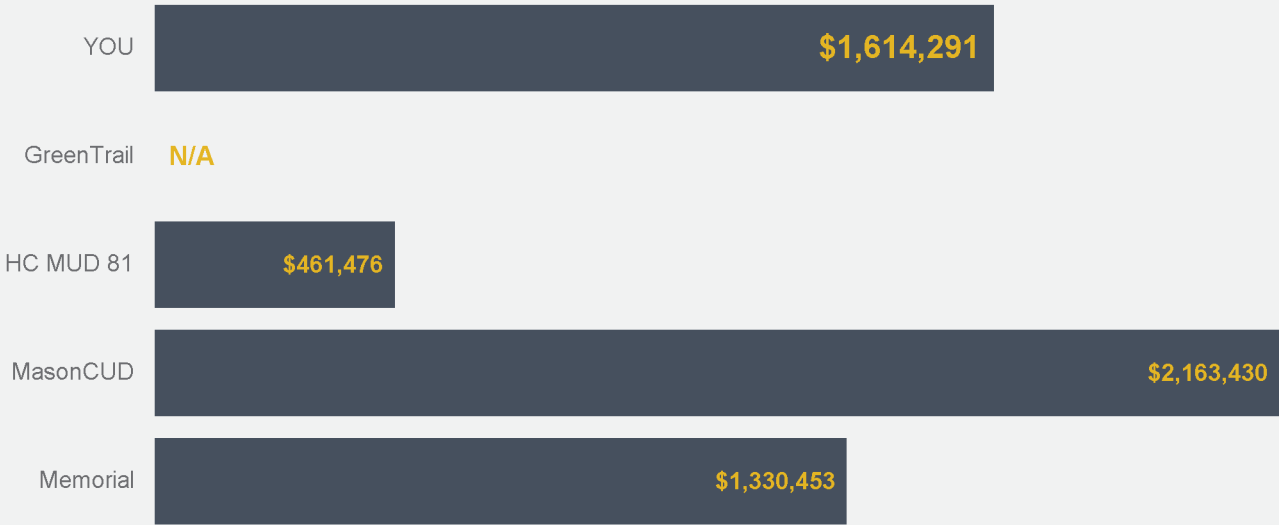 YOU $1,614,291
GreenTrail N/A
HC MUD 81 $461,476
MasonCUD $2,163,430
Memorial $1,330,453